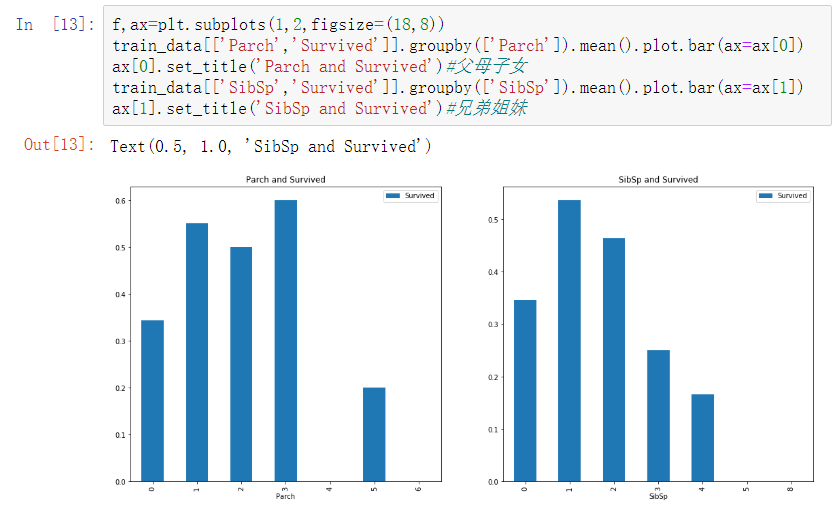 In [13]: f,ax=plt.subplots(1,2,figsize=(18,8))
train_data[['Parch','Survived']].groupby(['Parch']).mean().plot.bar(ax=ax[0])
ax[0].set_title('Parch and Survived')#父母子女
train_data[['SibSp','Survived']].groupby(['SibSp']).mean().plot.bar(ax=ax[1])
ax[1].set_title('SibSp and Survived')#兄弟姐妹
Out[13]: Text(0.5, 1.0, 'SibSp and Survived')
Parch and Survived
Survived
0.6
0.5
0.4
0.3
0.2
0.1
0.0
0 1 2 3 4 5 6
Parch
SibSp and Survived
Survived
0.5
0.4
0.3
0.2
0.1
0.0
0 1 2 3 4 5 8
SibSp